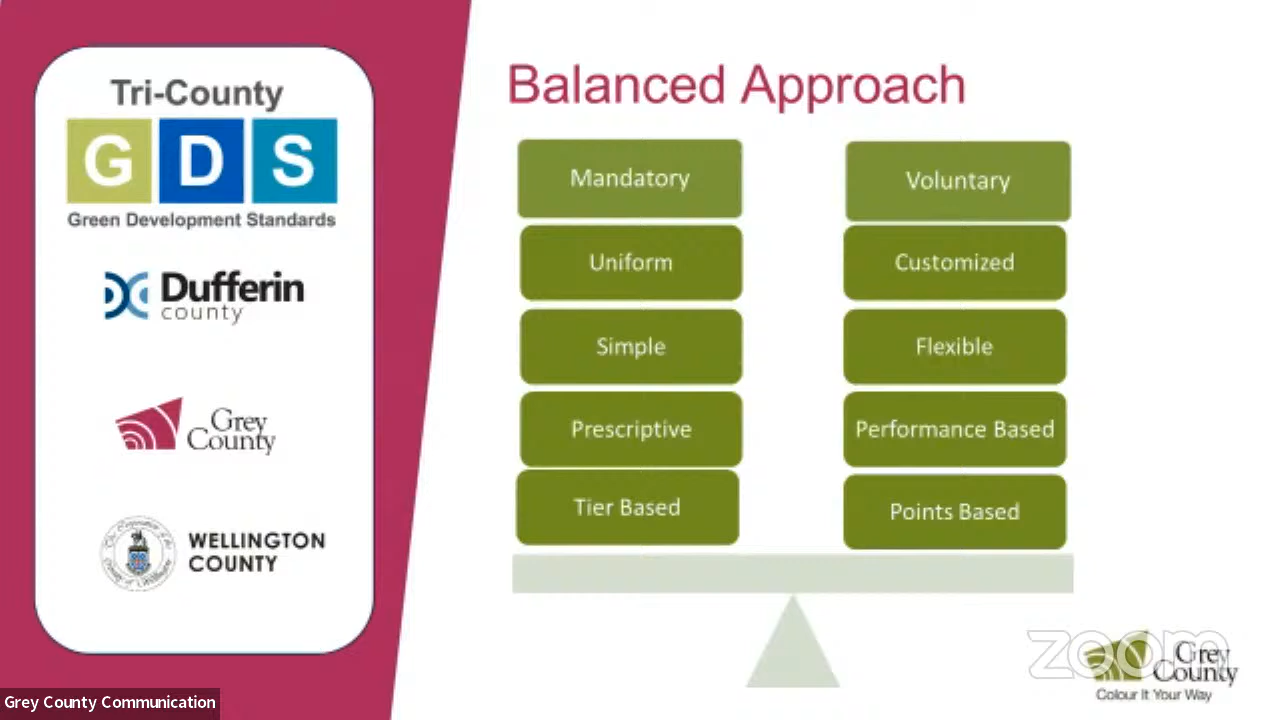 Tri-County
G D S
Green Development Standards
Dufferin
county
Grey
County
WELLINGTON
COUNTY
Balanced Approach
Mandatory
Voluntary
Uniform
Customized
Simple
Flexible
Prescriptive
Performance Based
Tier Based
Points Based
zoom
Grey
County
Colour It Your Way
Grey County Communication